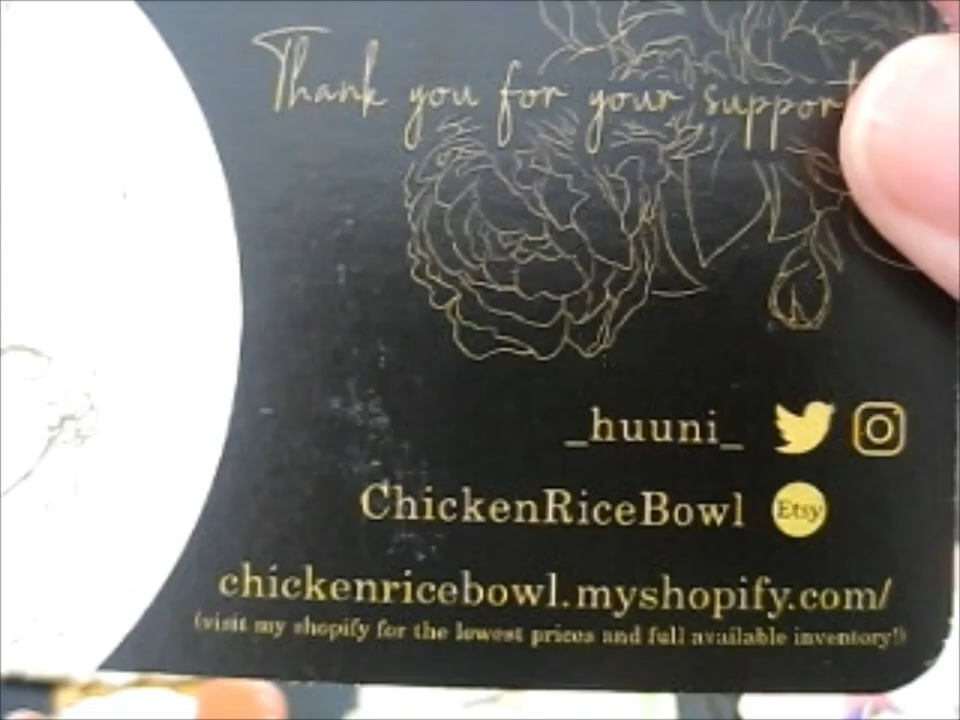 Thank you for your support
_huuni_
ChickenRiceBowl Etsy
chickenricebowl.myshopify.com/
(visit my shopify for the lowest prices and full available inventory!)